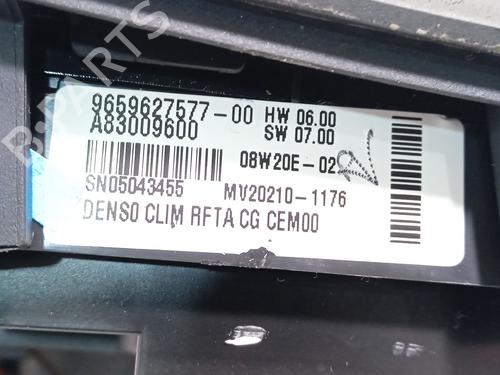 B-PARTS
9659627577-00 HW 06.00
A83009600 SW 07.00
08W20E-02
SN05043455 MV20210-1176
DENSO CLIM RFTA CG CEM00